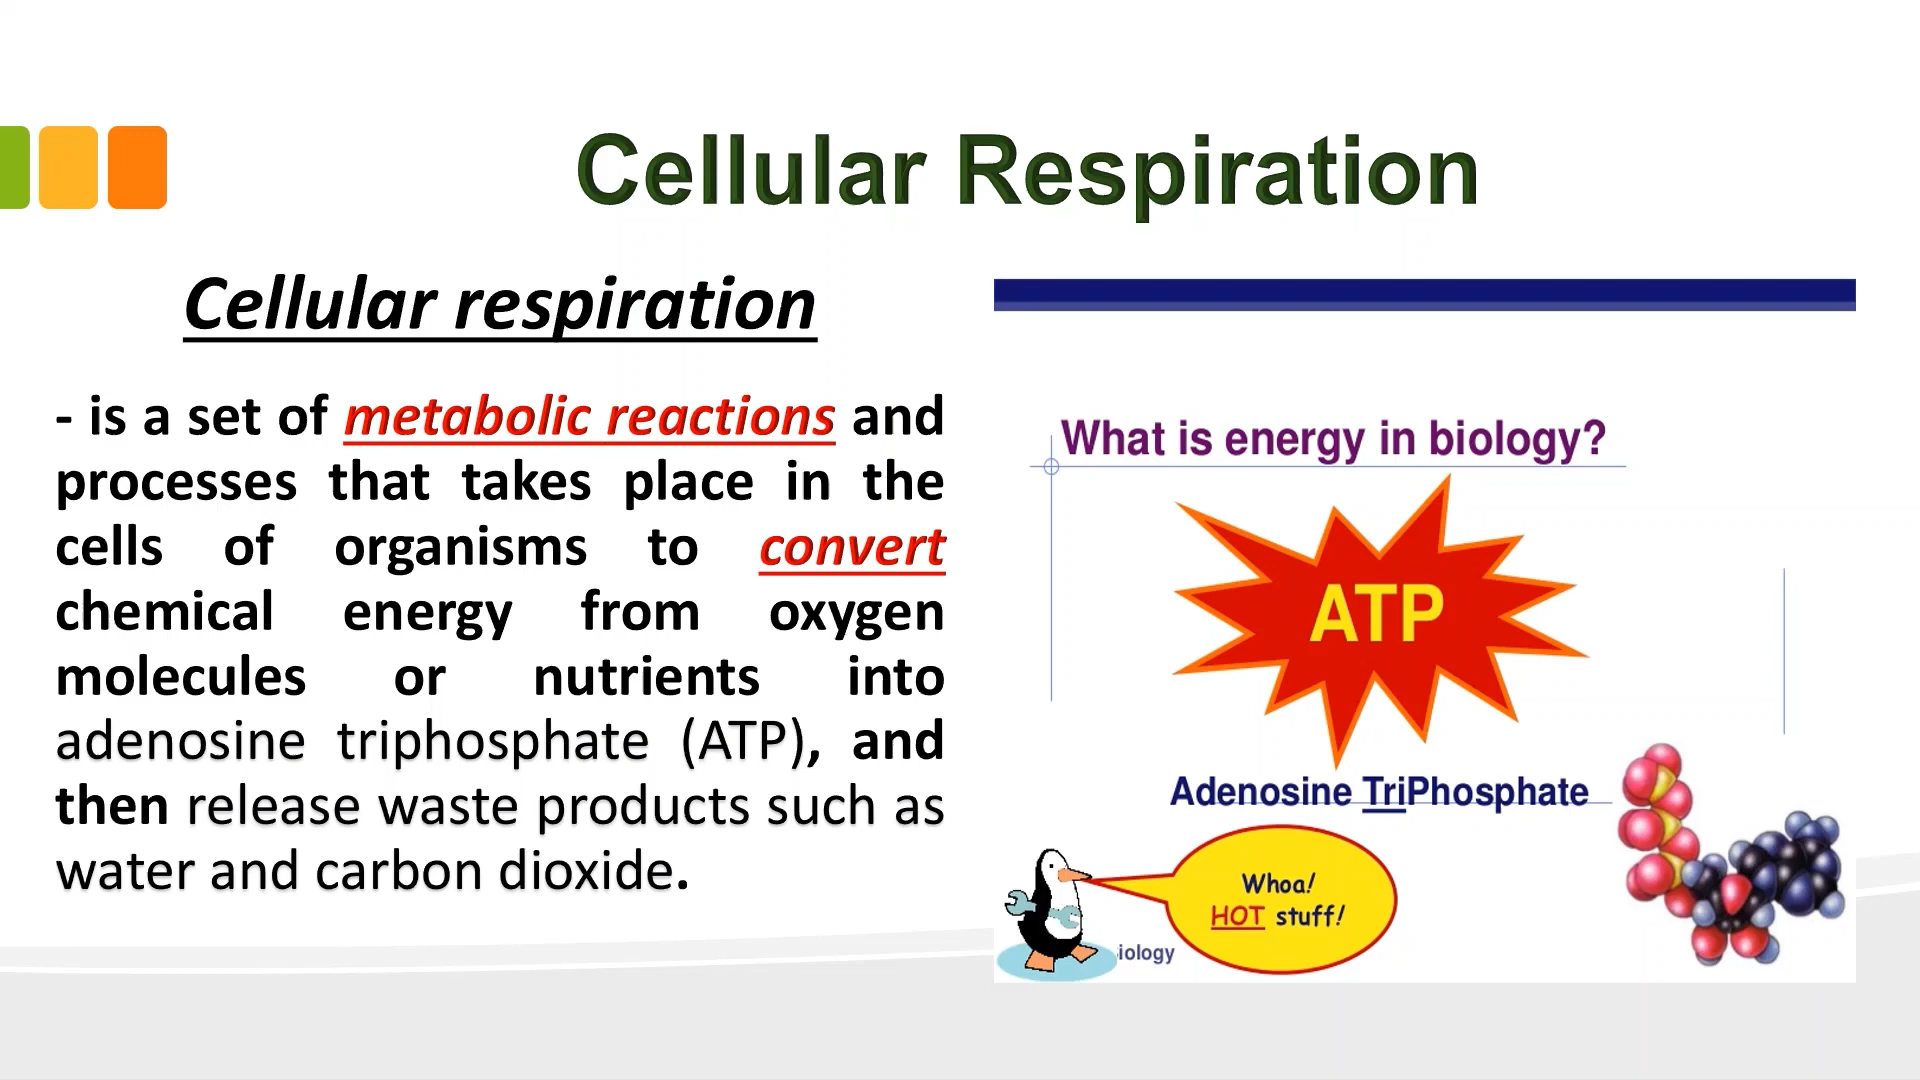 Cellular Respiration
Cellular respiration
- is a set of metabolic reactions and
processes that takes place in the
cells of organisms to convert
chemical energy from oxygen
molecules or nutrients into
adenosine triphosphate (ATP), and
then release waste products such as
water and carbon dioxide.
What is energy in biology?
ATP
Adenosine TriPhosphate
Whoa!
HOT stuff!
iology